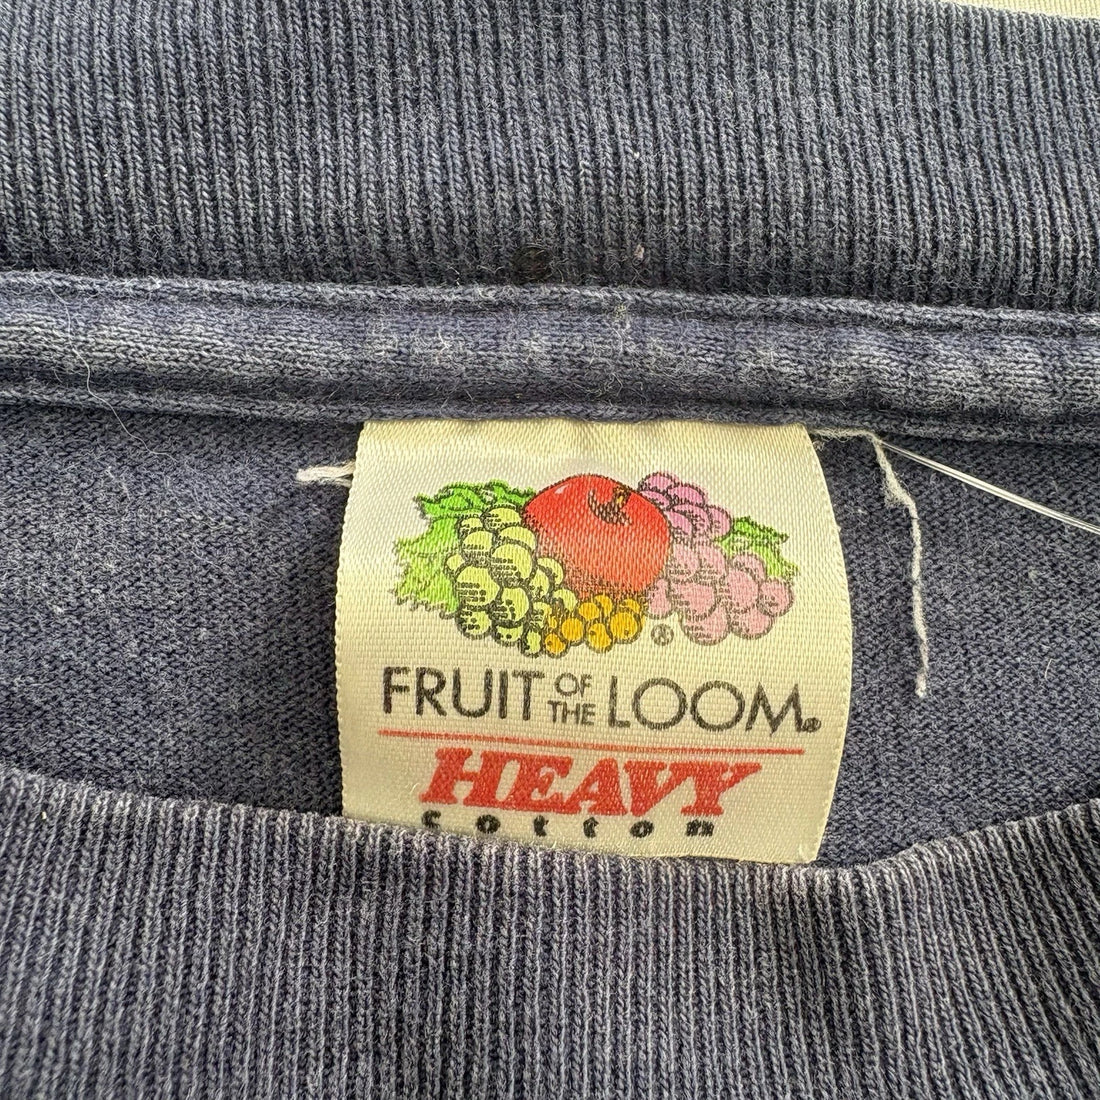 ®
FRUIT OF THE LOOM®
HEAVY
cotton